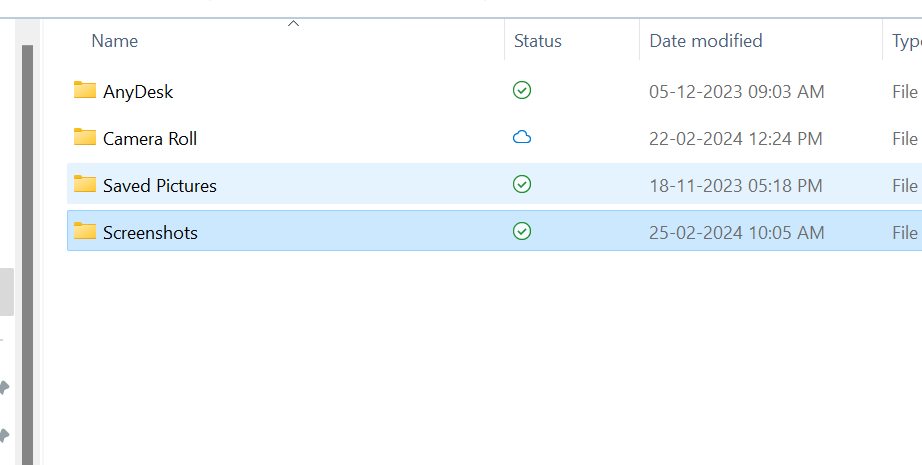 Name Status Date modified Type
AnyDesk 05-12-2023 09:03 AM File
Camera Roll 22-02-2024 12:24 PM File
Saved Pictures 18-11-2023 05:18 PM File
Screenshots 25-02-2024 10:05 AM File